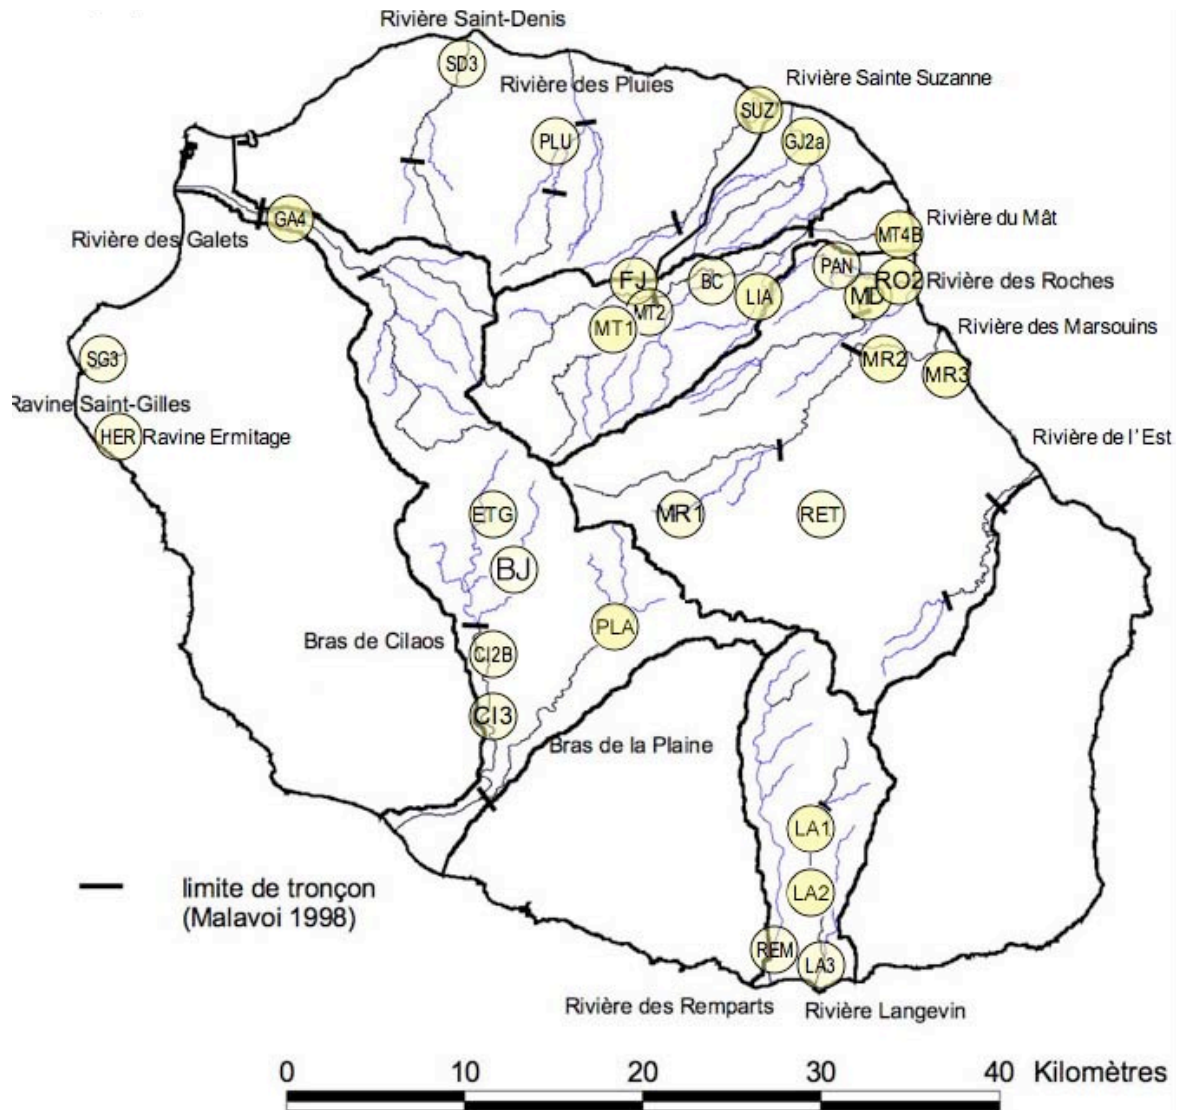 Rivière Saint-Denis
SD3
Rivière des Pluies
Rivière Sainte Suzanne
SUZ
PLU
GJ2a
GA4
Rivière des Galets
Rivière du Mât
MT4B
PAN
FJ
BC
LIA
MD
RO2
Rivière des Roches
MT2
MT1
Rivière des Marsouins
SG3
MR2
MR3
Ravine Saint-Gilles
HER
Ravine Ermitage
Rivière de l'Est
ETG
MR1
RET
BJ
PLA
Bras de Cilaos
CI2B
CI3
Bras de la Plaine
LA1
LA2
limite de tronçon
(Malavoi 1998)
REM
LA3
Rivière des Remparts
Rivière Langevin
0 10 20 30 40 Kilomètres